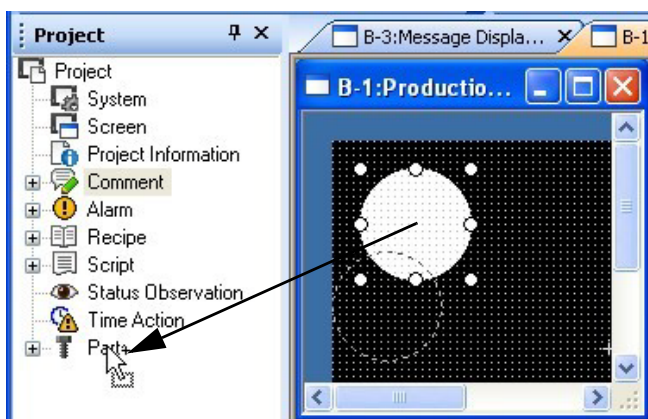 Project
B-3:Message Displa...
B-1
Project
System
Screen
Project Information
Comment
Alarm
Recipe
Script
Status Observation
Time Action
Parts
B-1:Productio...